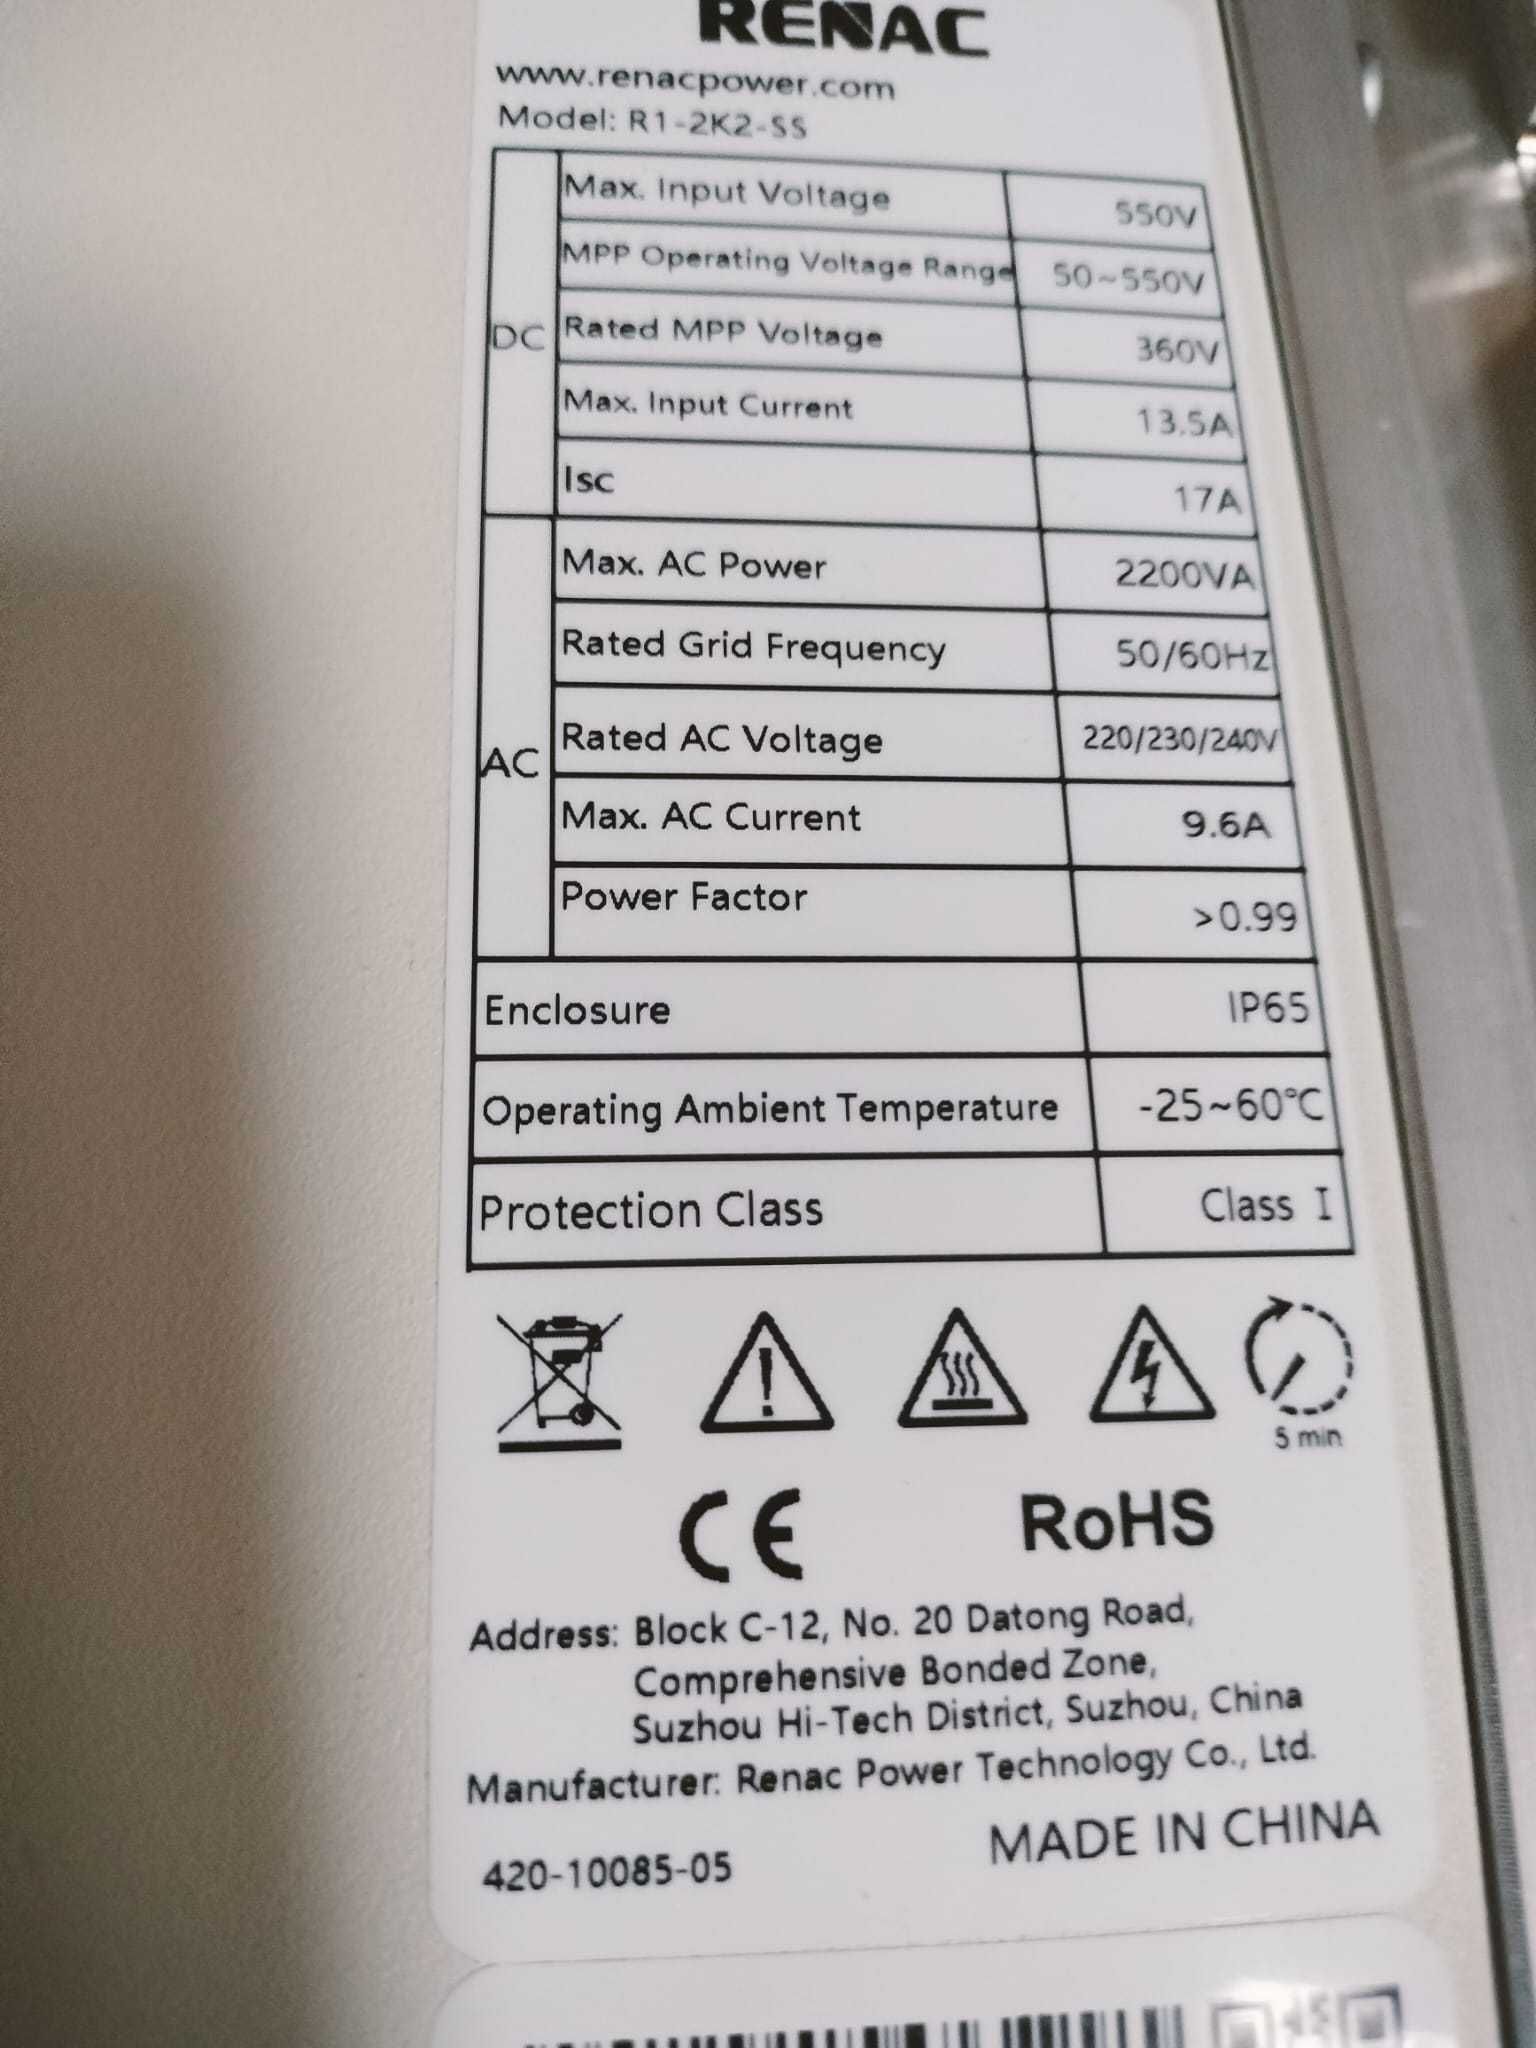 RENAC
www.renacpower.com
Model: R1-2K2-SS
DC
Max. Input Voltage 550V
MPP Operating Voltage Range 50~550V
Rated MPP Voltage 360V
Max. Input Current 13.5A
Isc 17A
AC
Max. AC Power 2200VA
Rated Grid Frequency 50/60Hz
Rated AC Voltage 220/230/240V
Max. AC Current 9.6A
Power Factor >0.99
Enclosure IP65
Operating Ambient Temperature -25~60℃
Protection Class Class I
5 min
CE RoHS
Address: Block C-12, No. 20 Datong Road,
Comprehensive Bonded Zone,
Suzhou Hi-Tech District, Suzhou, China
Manufacturer: Renac Power Technology Co., Ltd.
420-10085-05 MADE IN CHINA